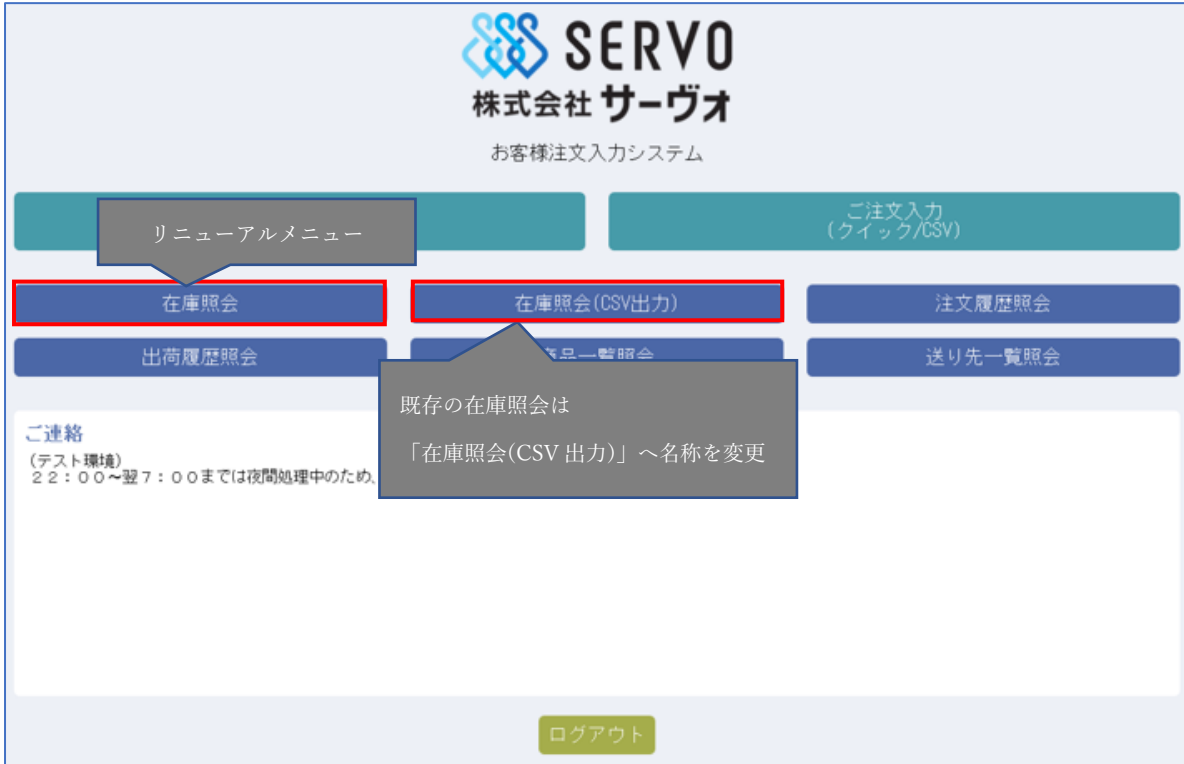 SERVO
株式会社 サーヴォ
お客様注文入力システム
リニューアルメニュー
ご注文入力
(クイック/CSV)
在庫照会
在庫照会(CSV出力)
注文履歴照会
出荷履歴照会
商品一覧照会
送り先一覧照会
既存の在庫照会は
「在庫照会(CSV 出力)」へ名称を変更
ご連絡
(テスト環境)
２２：００～翌７：００までは夜間処理中のため、
ログアウト